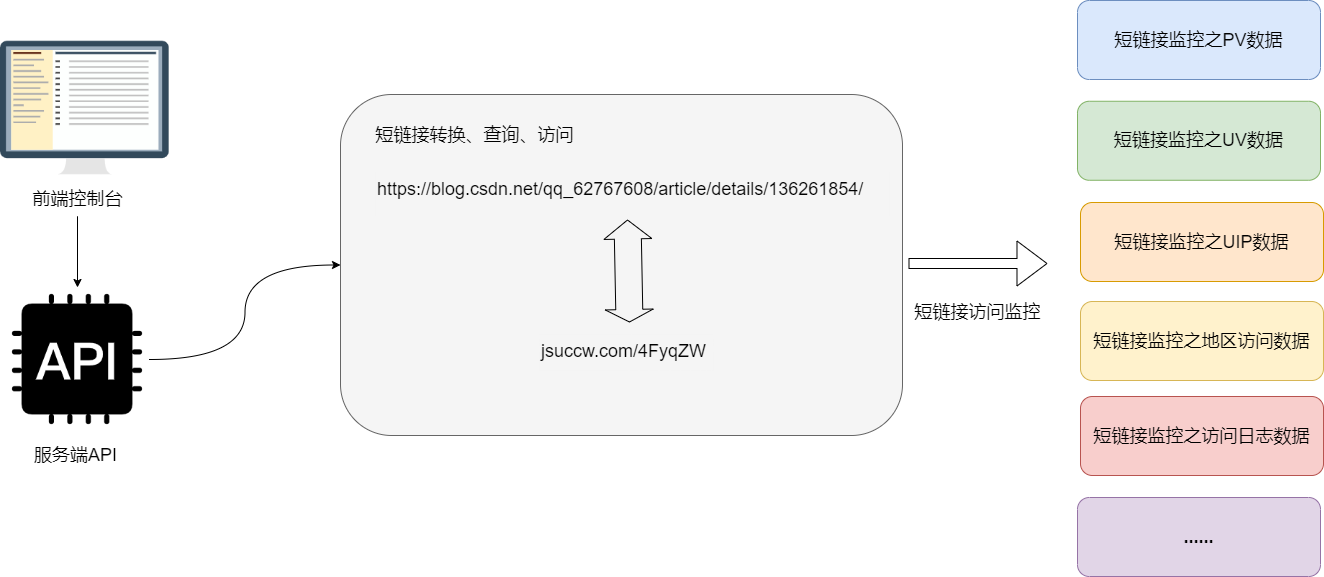 前端控制台
API
服务端API
短链接转换、查询、访问
https://blog.csdn.net/qq_62767608/article/details/136261854/
jsuccw.com/4FyqZW
短链接访问监控
短链接监控之PV数据
短链接监控之UV数据
短链接监控之UIP数据
短链接监控之地区访问数据
短链接监控之访问日志数据
......